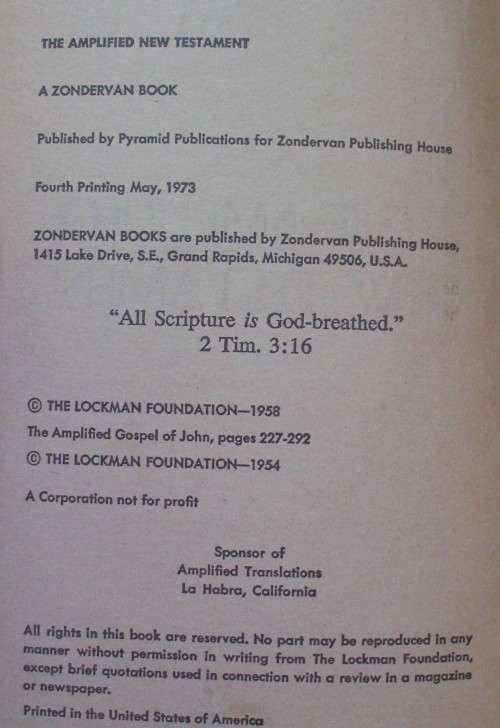 THE AMPLIFIED NEW TESTAMENT
A ZONDERVAN BOOK
Published by Pyramid Publications for Zondervan Publishing House
Fourth Printing May, 1973
ZONDERVAN BOOKS are published by Zondervan Publishing House,
1415 Lake Drive, S.E., Grand Rapids, Michigan 49506, U.S.A.
“All Scripture is God-breathed.”
2 Tim. 3:16
© THE LOCKMAN FOUNDATION—1958
The Amplified Gospel of John, pages 227-292
© THE LOCKMAN FOUNDATION—1954
A Corporation not for profit
Sponsor of
Amplified Translations
La Habra, California
All rights in this book are reserved. No part may be reproduced in any
manner without permission in writing from The Lockman Foundation,
except brief quotations used in connection with a review in a magazine
or newspaper.
Printed in the United States of America